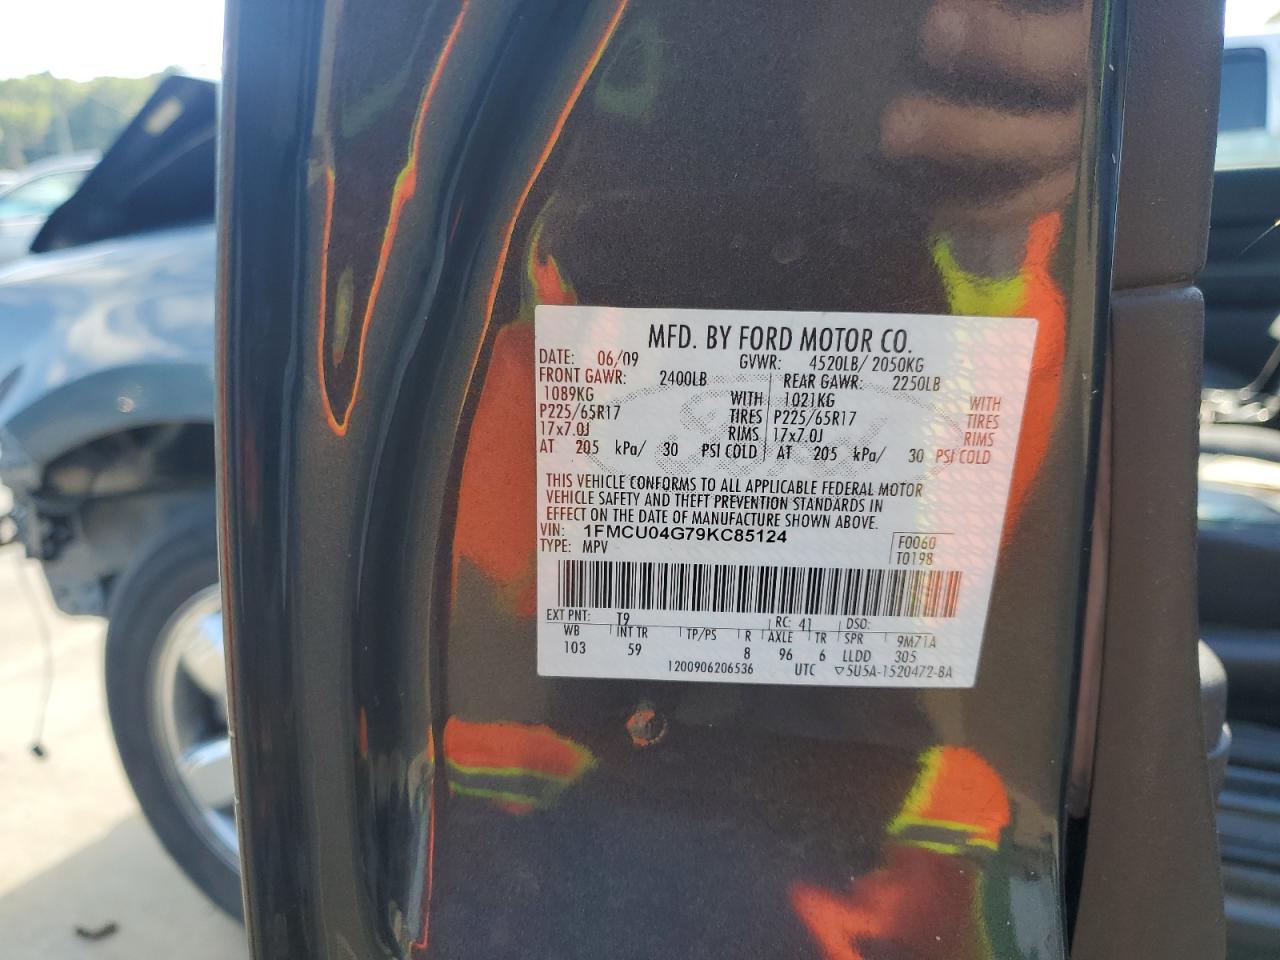 MFD. BY FORD MOTOR CO.
DATE: 06/09 GVWR: 4520LB/ 2050KG
FRONT GAWR: 2400LB REAR GAWR: 2250LB
1089KG WITH 1021KG WITH
P225/65R17 TIRES P225/65R17 TIRES
17x7.0J RIMS 17x7.0J RIMS
AT 205 kPa/ 30 PSI COLD AT 205 kPa/ 30 PSI COLD
THIS VEHICLE CONFORMS TO ALL APPLICABLE FEDERAL MOTOR
VEHICLE SAFETY AND THEFT PREVENTION STANDARDS IN
EFFECT ON THE DATE OF MANUFACTURE SHOWN ABOVE.
VIN: 1FMCU04G79KC85124 F0060
TYPE: MPV T0198
EXT PNT: T9 RC: 41 DSO:
WB INT TR TP/PS R AXLE TR SPR 9M71A
103 59 8 96 6 LLDD 305
1200906206536 UTC ▽5U5A-1520472-BA